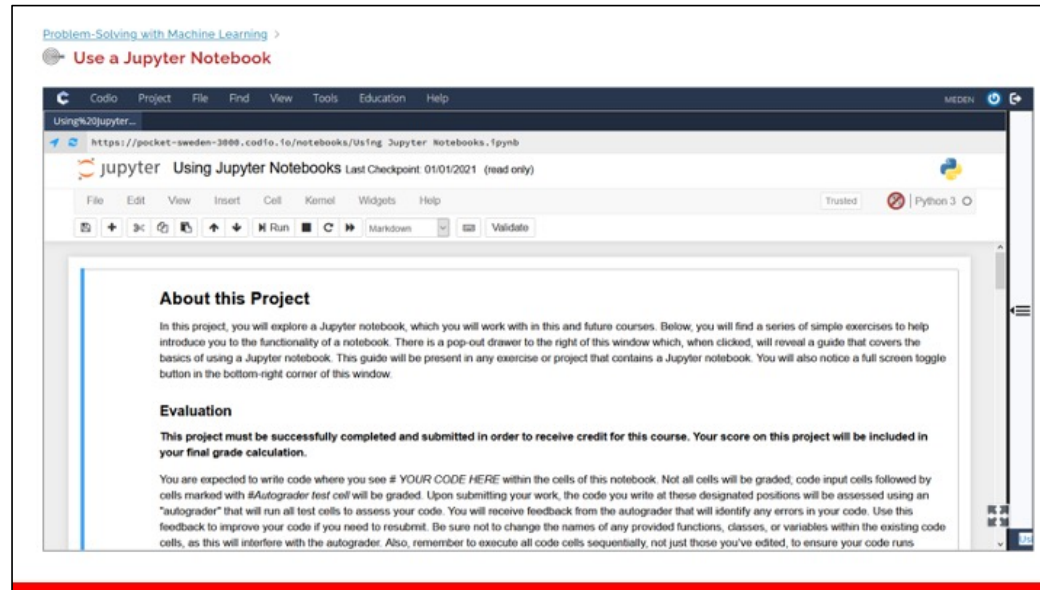 Problem-Solving with Machine Learning >
Use a Jupyter Notebook
Codio Project File Find View Tools Education Help MEDEN
Using%20Jupyter...
https://pocket-sweden-3000.codio.io/notebooks/Using Jupyter Notebooks.ipynb
jupyter Using Jupyter Notebooks Last Checkpoint: 01/01/2021 (read only)
File Edit View Insert Cell Kernel Widgets Help Trusted Python 3
Run Markdown Validate
About this Project
In this project, you will explore a Jupyter notebook, which you will work with in this and future courses. Below, you will find a series of simple exercises to help
introduce you to the functionality of a notebook. There is a pop-out drawer to the right of this window which, when clicked, will reveal a guide that covers the
basics of using a Jupyter notebook. This guide will be present in any exercise or project that contains a Jupyter notebook. You will also notice a full screen toggle
button in the bottom-right corner of this window.
Evaluation
This project must be successfully completed and submitted in order to receive credit for this course. Your score on this project will be included in
your final grade calculation.
You are expected to write code where you see # YOUR CODE HERE within the cells of this notebook. Not all cells will be graded; code input cells followed by
cells marked with #Autograder test cell will be graded. Upon submitting your work, the code you write at these designated positions will be assessed using an
"autograder" that will run all test cells to assess your code. You will receive feedback from the autograder that will identify any errors in your code. Use this
feedback to improve your code if you need to resubmit. Be sure not to change the names of any provided functions, classes, or variables within the existing code
cells, as this will interfere with the autograder. Also, remember to execute all code cells sequentially, not just those you've edited, to ensure your code runs